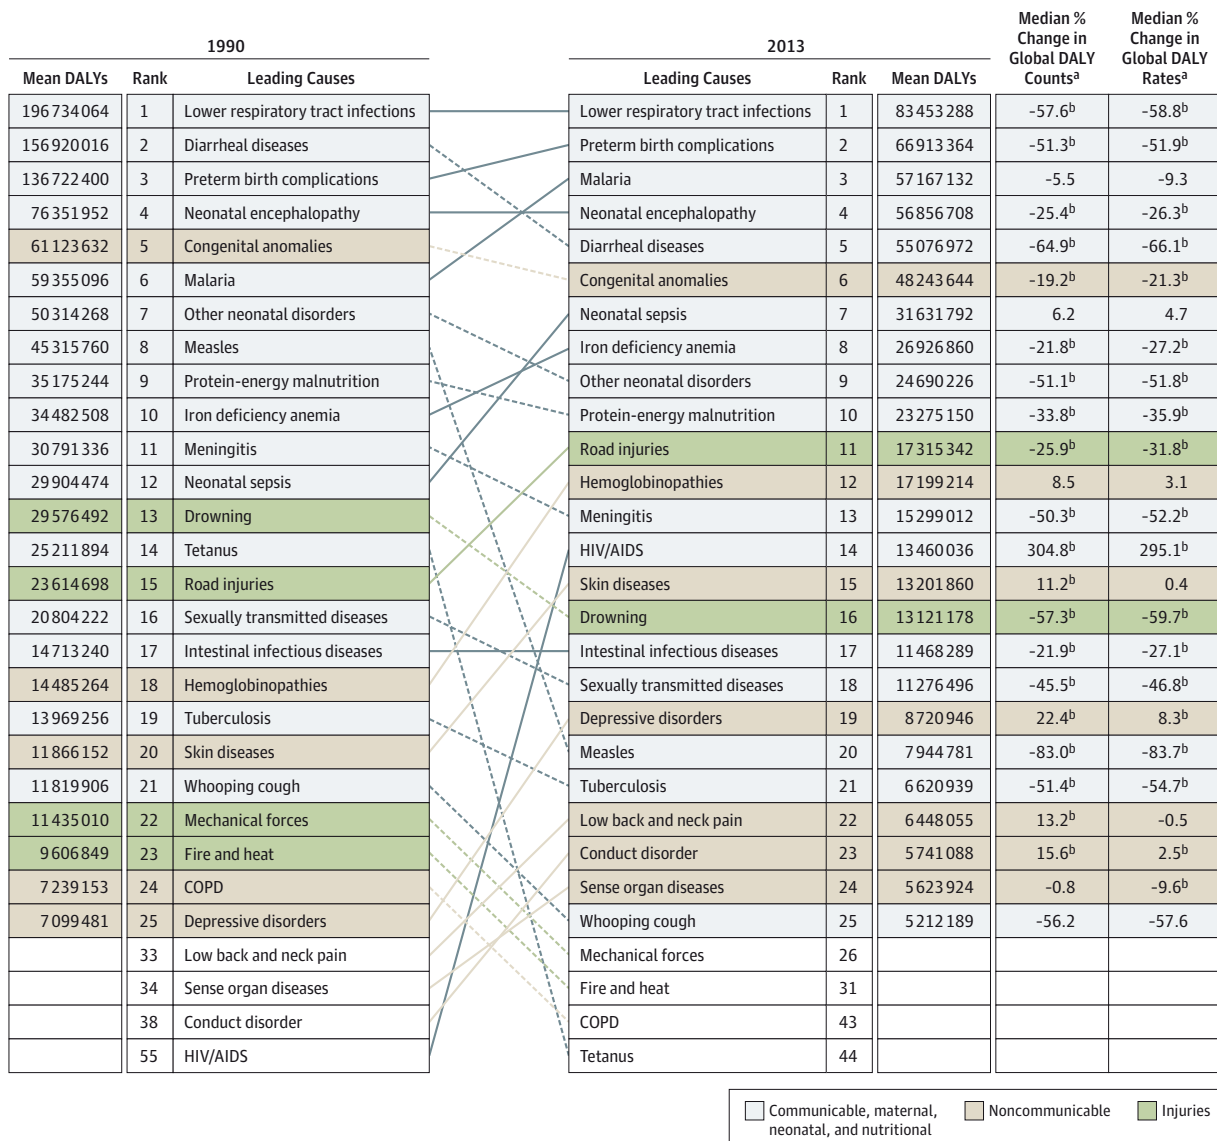 1990
Mean DALYs Rank Leading Causes
2013
Leading Causes Rank Mean DALYs
Median %
Change in
Global DALY
Countsa
Median %
Change in
Global DALY
Ratesa
196734064 1 Lower respiratory tract infections Lower respiratory tract infections 1 83453288 -57.6b -58.8b
156920016 2 Diarrheal diseases Preterm birth complications 2 66913364 -51.3b -51.9b
136722400 3 Preterm birth complications Malaria 3 57167132 -5.5 -9.3
76351952 4 Neonatal encephalopathy Neonatal encephalopathy 4 56856708 -25.4b -26.3b
61123632 5 Congenital anomalies Diarrheal diseases 5 55076972 -64.9b -66.1b
59355096 6 Malaria Congenital anomalies 6 48243644 -19.2b -21.3b
50314268 7 Other neonatal disorders Neonatal sepsis 7 31631792 6.2 4.7
45315760 8 Measles Iron deficiency anemia 8 26926860 -21.8b -27.2b
35175244 9 Protein-energy malnutrition Other neonatal disorders 9 24690226 -51.1b -51.8b
34482508 10 Iron deficiency anemia Protein-energy malnutrition 10 23275150 -33.8b -35.9b
30791336 11 Meningitis Road injuries 11 17315342 -25.9b -31.8b
29904474 12 Neonatal sepsis Hemoglobinopathies 12 17199214 8.5 3.1
29576492 13 Drowning Meningitis 13 15299012 -50.3b -52.2b
25211894 14 Tetanus HIV/AIDS 14 13460036 304.8b 295.1b
23614698 15 Road injuries Skin diseases 15 13201860 11.2b 0.4
20804222 16 Sexually transmitted diseases Drowning 16 13121178 -57.3b -59.7b
14713240 17 Intestinal infectious diseases Intestinal infectious diseases 17 11468289 -21.9b -27.1b
14485264 18 Hemoglobinopathies Sexually transmitted diseases 18 11276496 -45.5b -46.8b
13969256 19 Tuberculosis Depressive disorders 19 8720946 22.4b 8.3b
11866152 20 Skin diseases Measles 20 7944781 -83.0b -83.7b
11819906 21 Whooping cough Tuberculosis 21 6620939 -51.4b -54.7b
11435010 22 Mechanical forces Low back and neck pain 22 6448055 13.2b -0.5
9606849 23 Fire and heat Conduct disorder 23 5741088 15.6b 2.5b
7239153 24 COPD Sense organ diseases 24 5623924 -0.8 -9.6b
7099481 25 Depressive disorders Whooping cough 25 5212189 -56.2 -57.6
33 Low back and neck pain Mechanical forces 26
34 Sense organ diseases Fire and heat 31
38 Conduct disorder COPD 43
55 HIV/AIDS Tetanus 44
Communicable, maternal,
neonatal, and nutritional
Noncommunicable
Injuries